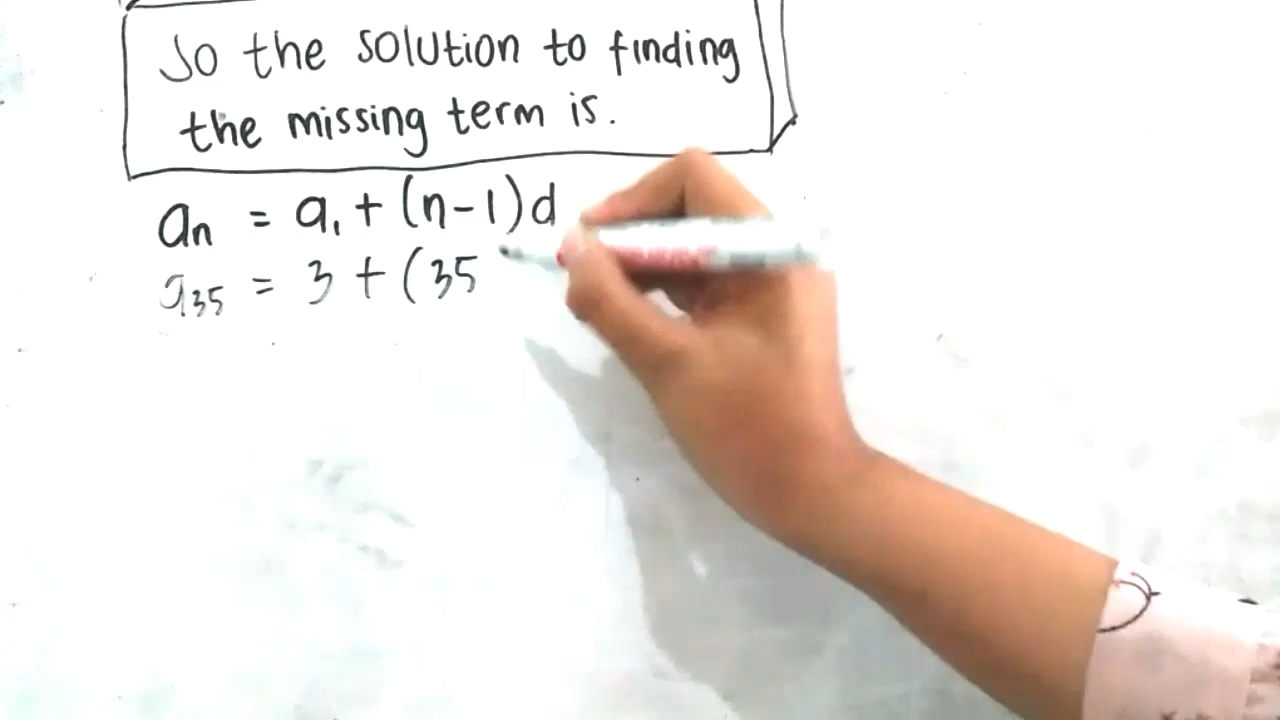 So the solution to finding
the missing term is.
an = a₁ + (n-1)d
a₃₅ = 3 + (35